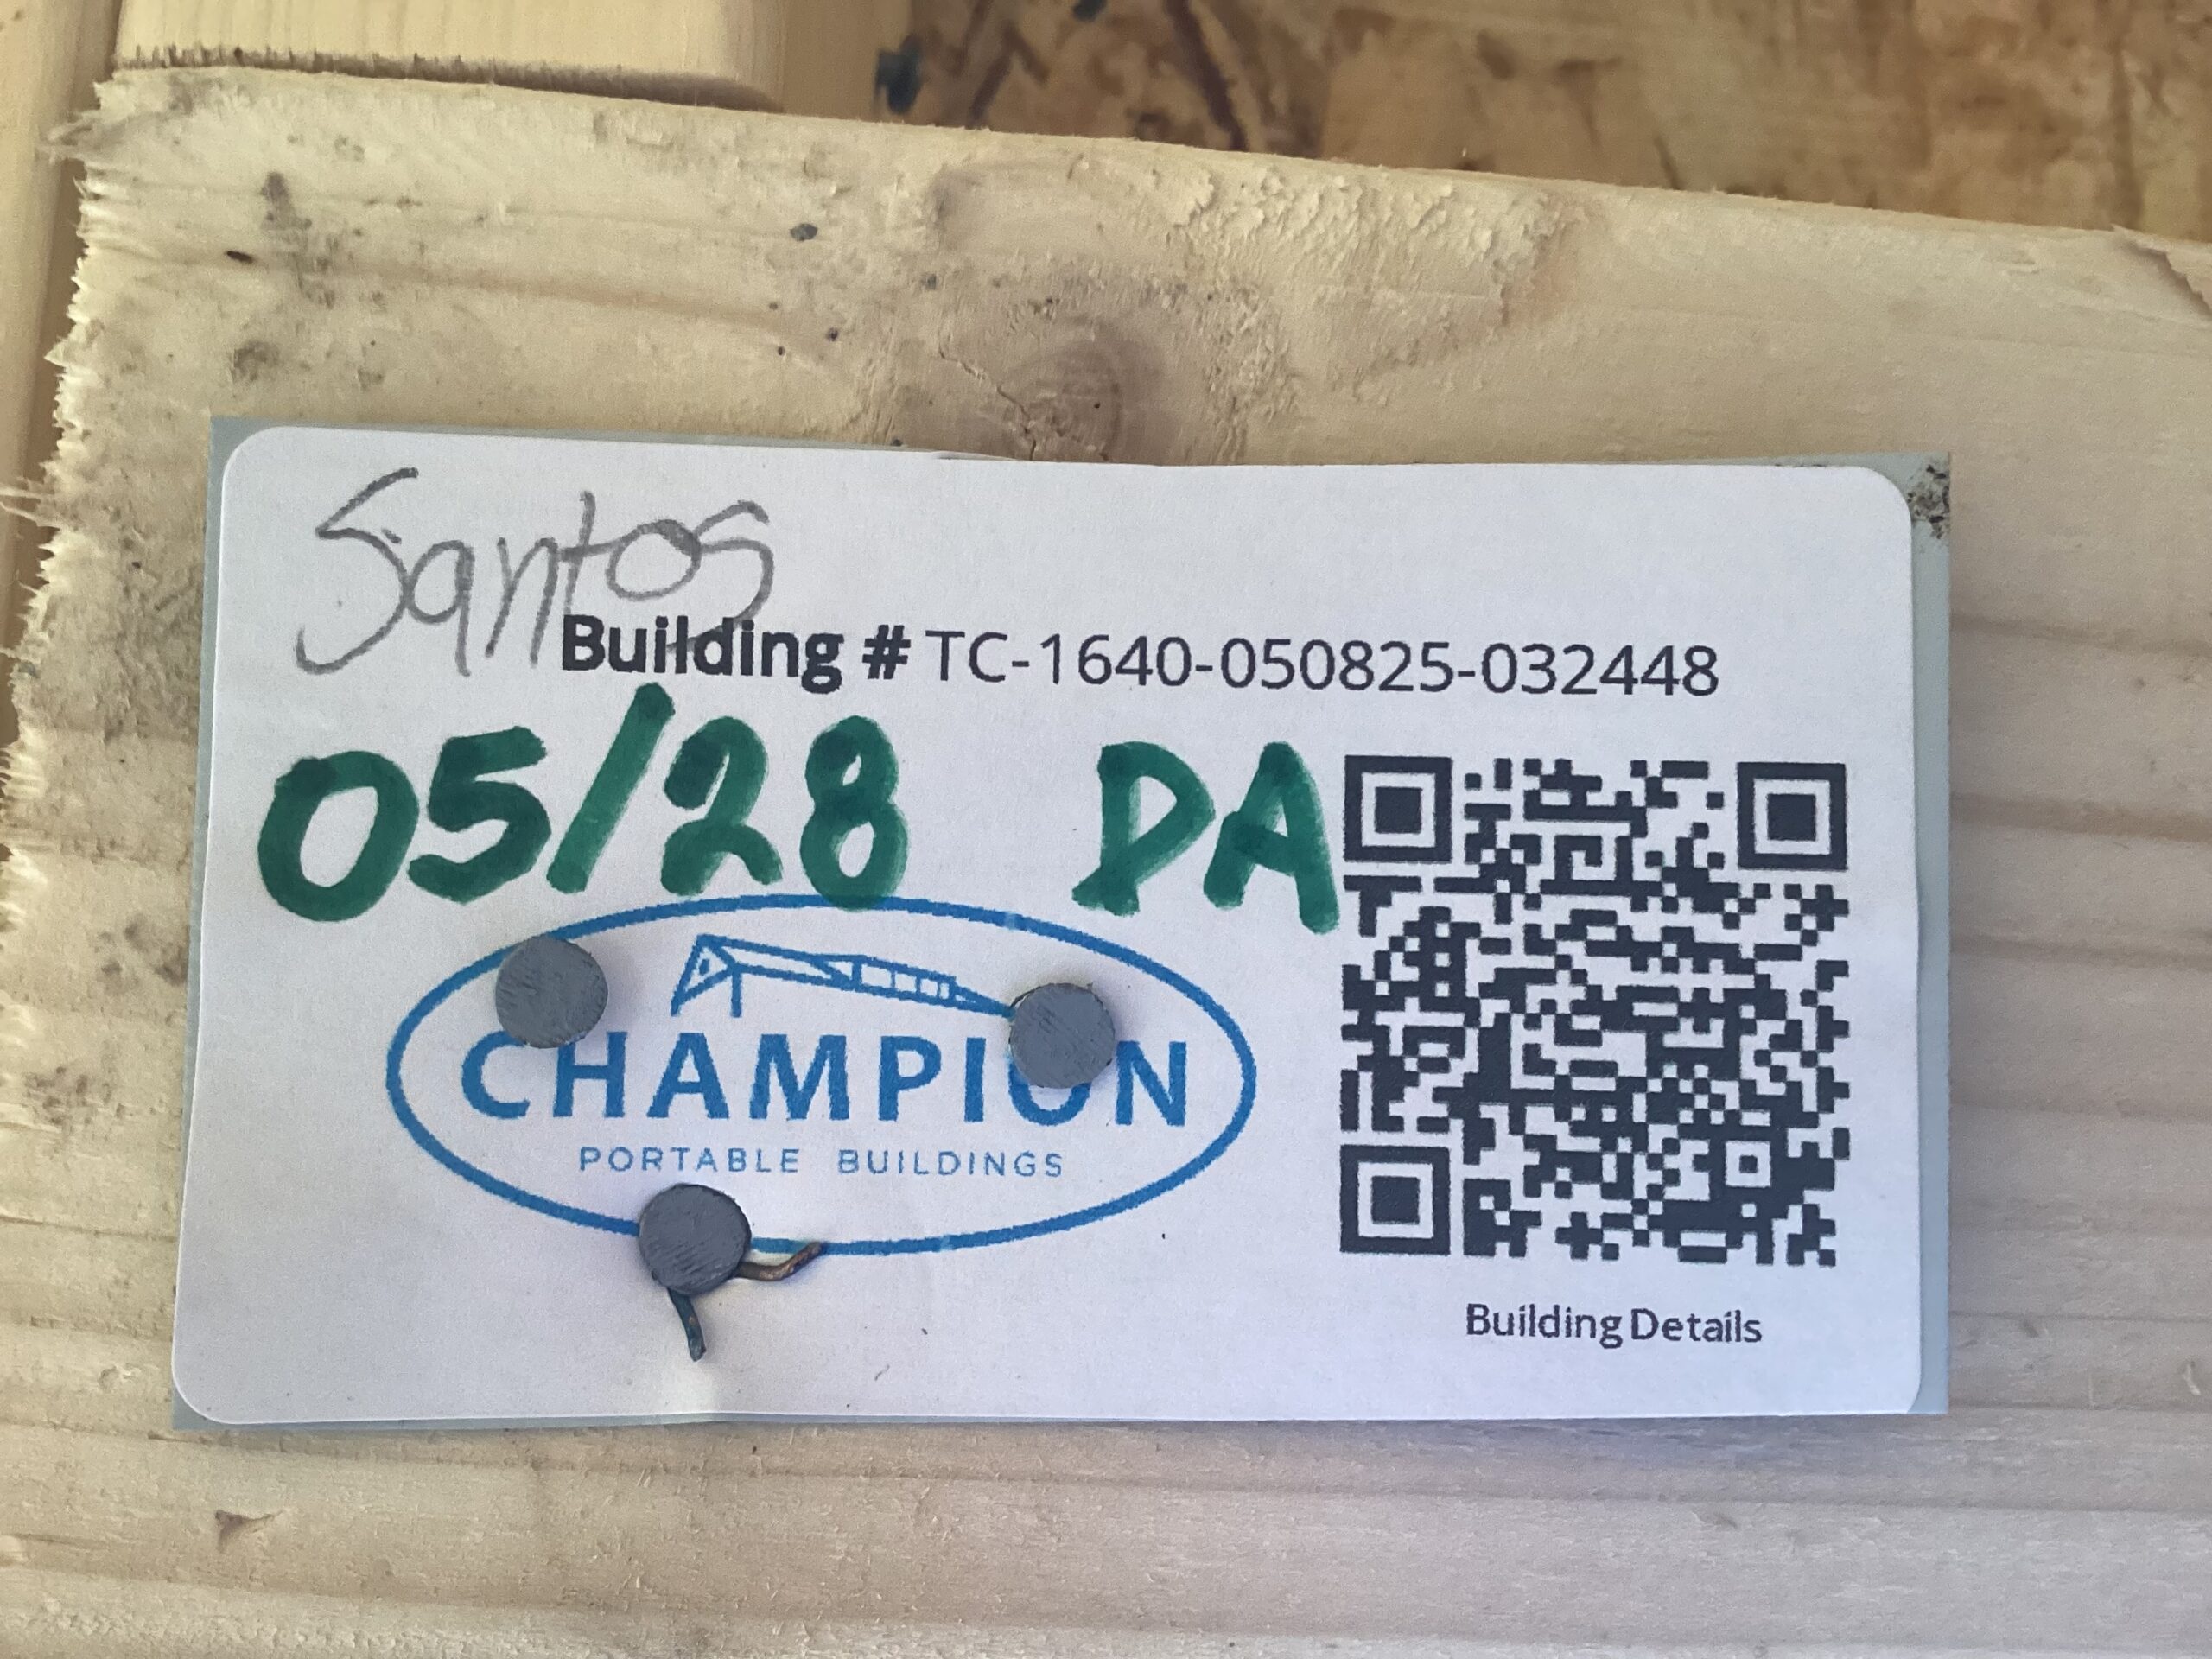 Santos
Building # TC-1640-050825-032448
05/28 DA
CHAMPION
PORTABLE BUILDINGS
Building Details